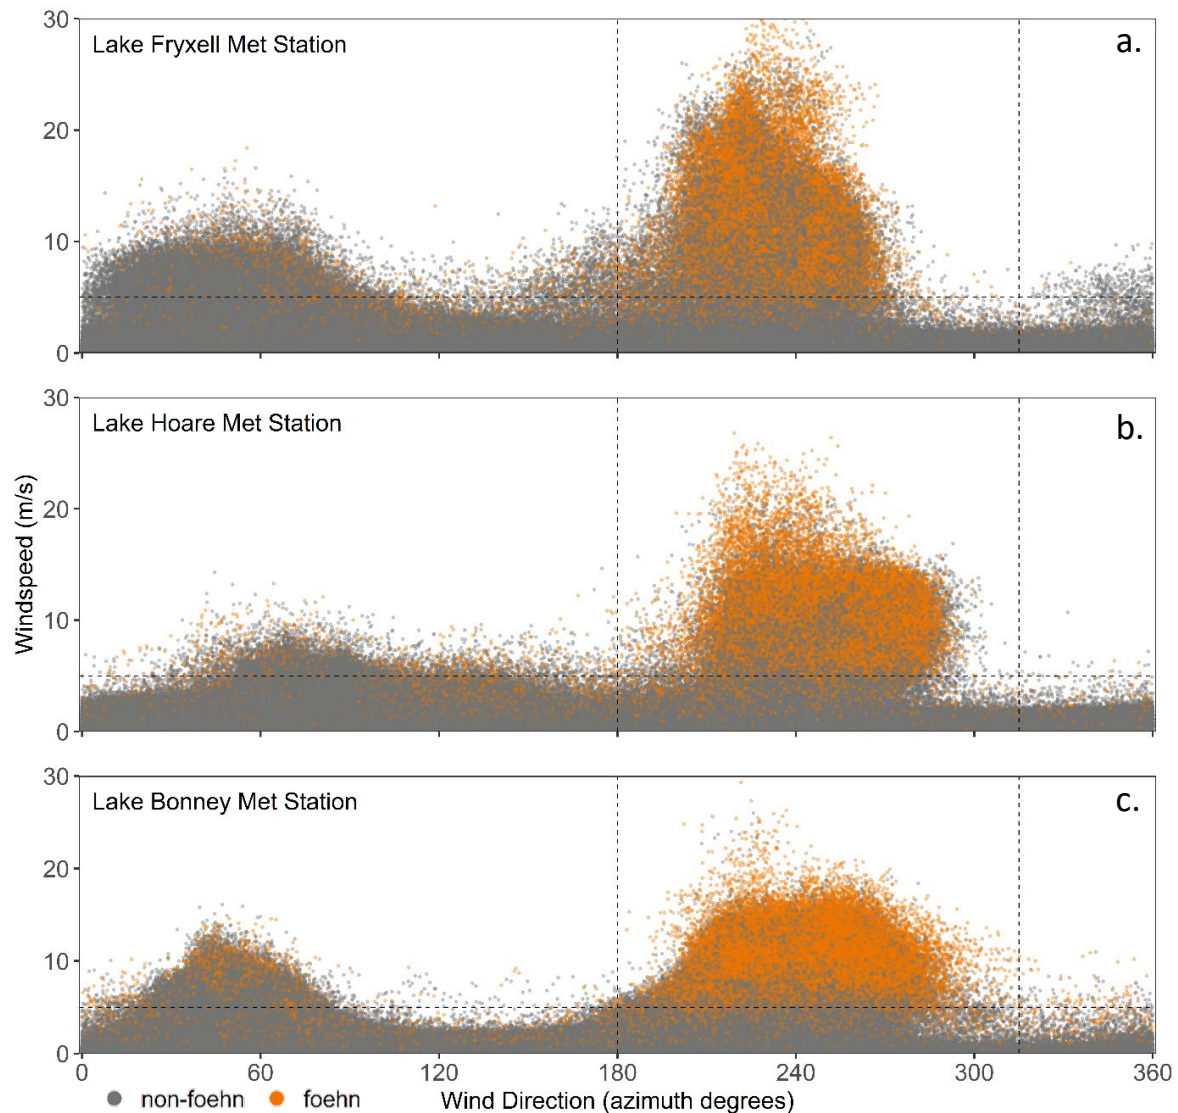 Lake Fryxell Met Station
a.
30
20
10
0
Lake Hoare Met Station
b.
30
20
10
0
Windspeed (m/s)
Lake Bonney Met Station
c.
30
20
10
0
0 60 120 180 240 300 360
non-foehn foehn
Wind Direction (azimuth degrees)